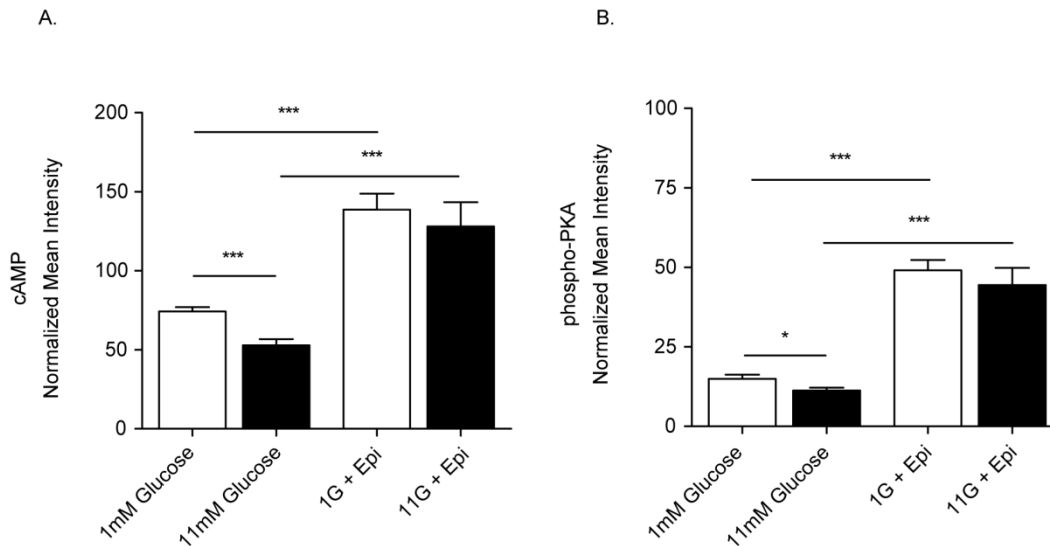 A.
cAMP
Normalized Mean Intensity
200
150
100
50
0
***
***
***
1mM Glucose
11mM Glucose
1G + Epi
11G + Epi
B.
phospho-PKA
Normalized Mean Intensity
100
75
50
25
0
***
***
*
1mM Glucose
11mM Glucose
1G + Epi
11G + Epi